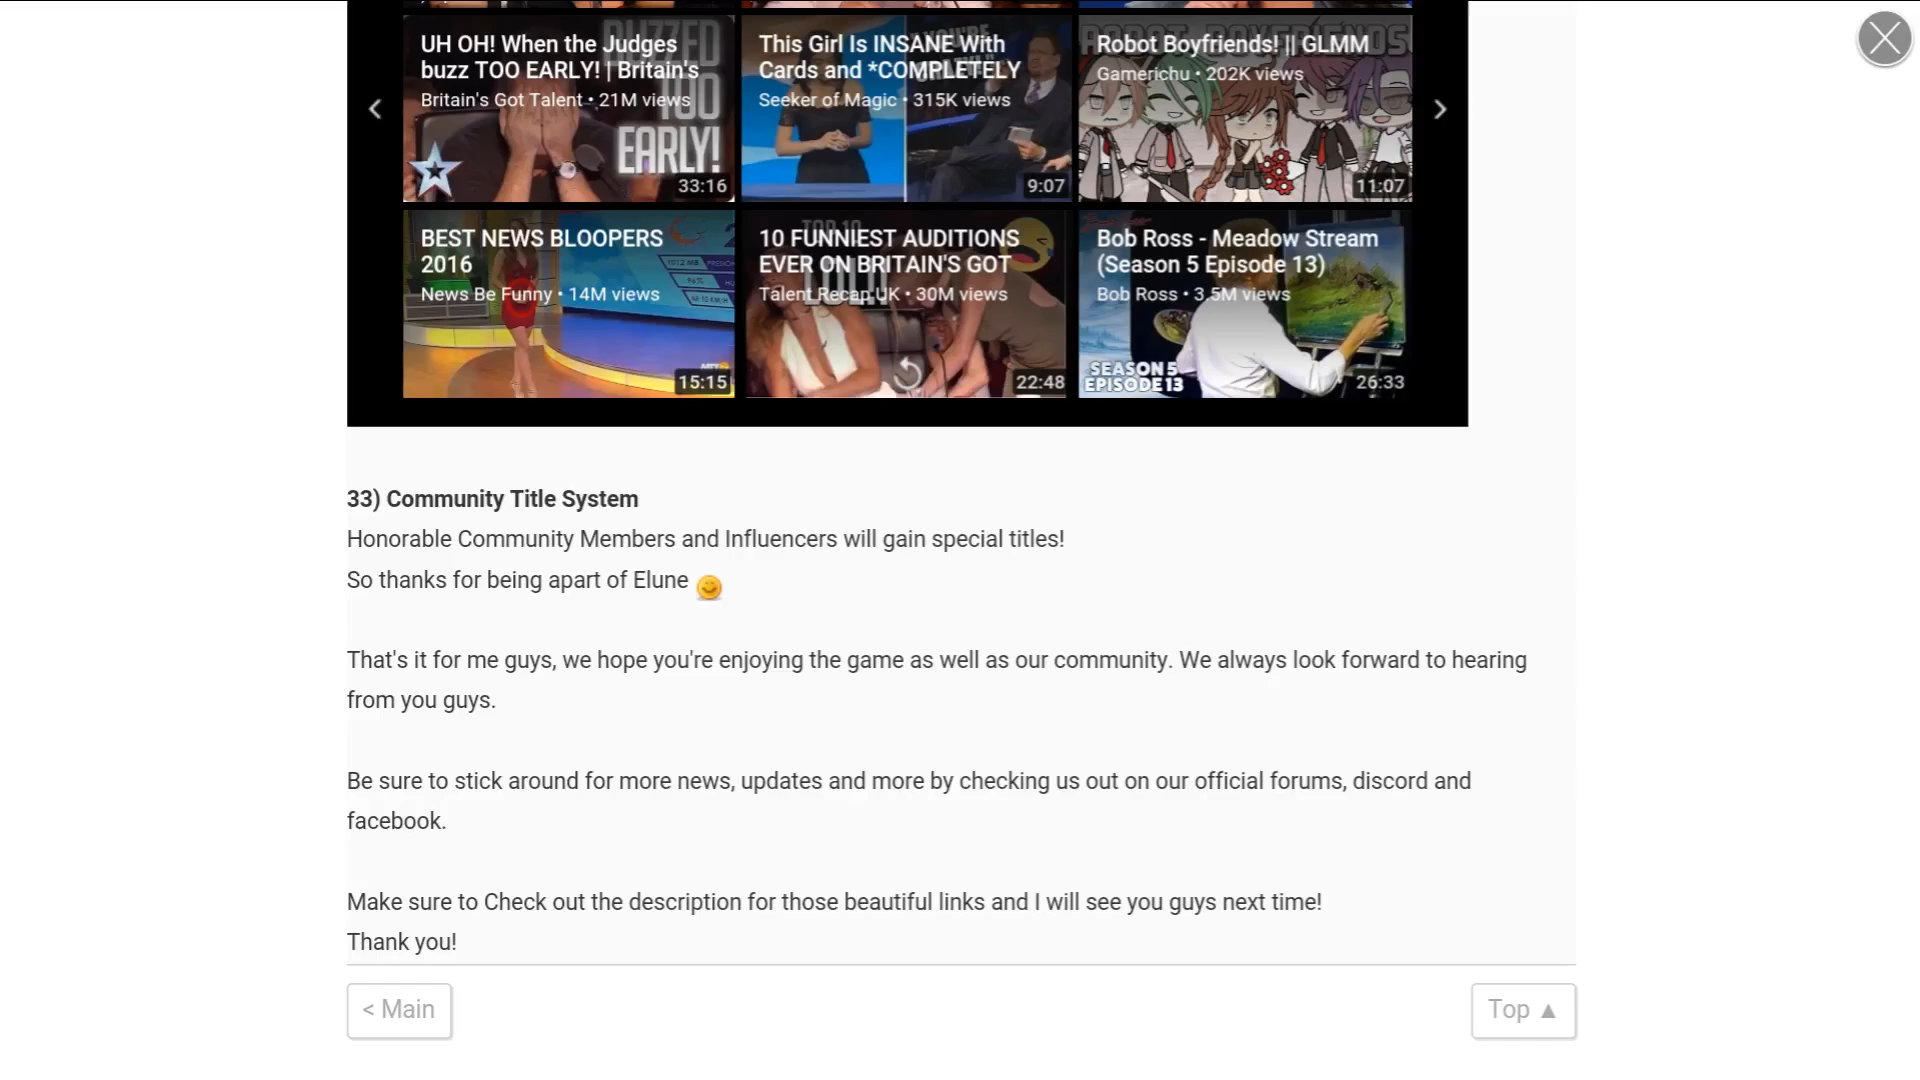 UH OH! When the Judges
buzz TOO EARLY! | Britain's
Britain's Got Talent • 21M views
BUZZED
TOO
EARLY!
33:16
This Girl Is INSANE With
Cards and *COMPLETELY
Seeker of Magic • 315K views
9:07
Robot Boyfriends! || GLMM
Gamerichu • 202K views
11:07
BEST NEWS BLOOPERS
2016
News Be Funny • 14M views
15:15
10 FUNNIEST AUDITIONS
EVER ON BRITAIN'S GOT
Talent Recap UK • 30M views
TOP 10
22:48
Bob Ross - Meadow Stream
(Season 5 Episode 13)
Bob Ross • 3.5M views
SEASON 5
EPISODE 13
26:33
33) Community Title System
Honorable Community Members and Influencers will gain special titles!
So thanks for being apart of Elune
That's it for me guys, we hope you're enjoying the game as well as our community. We always look forward to hearing
from you guys.
Be sure to stick around for more news, updates and more by checking us out on our official forums, discord and
facebook.
Make sure to Check out the description for those beautiful links and I will see you guys next time!
Thank you!
< Main
Top ▲